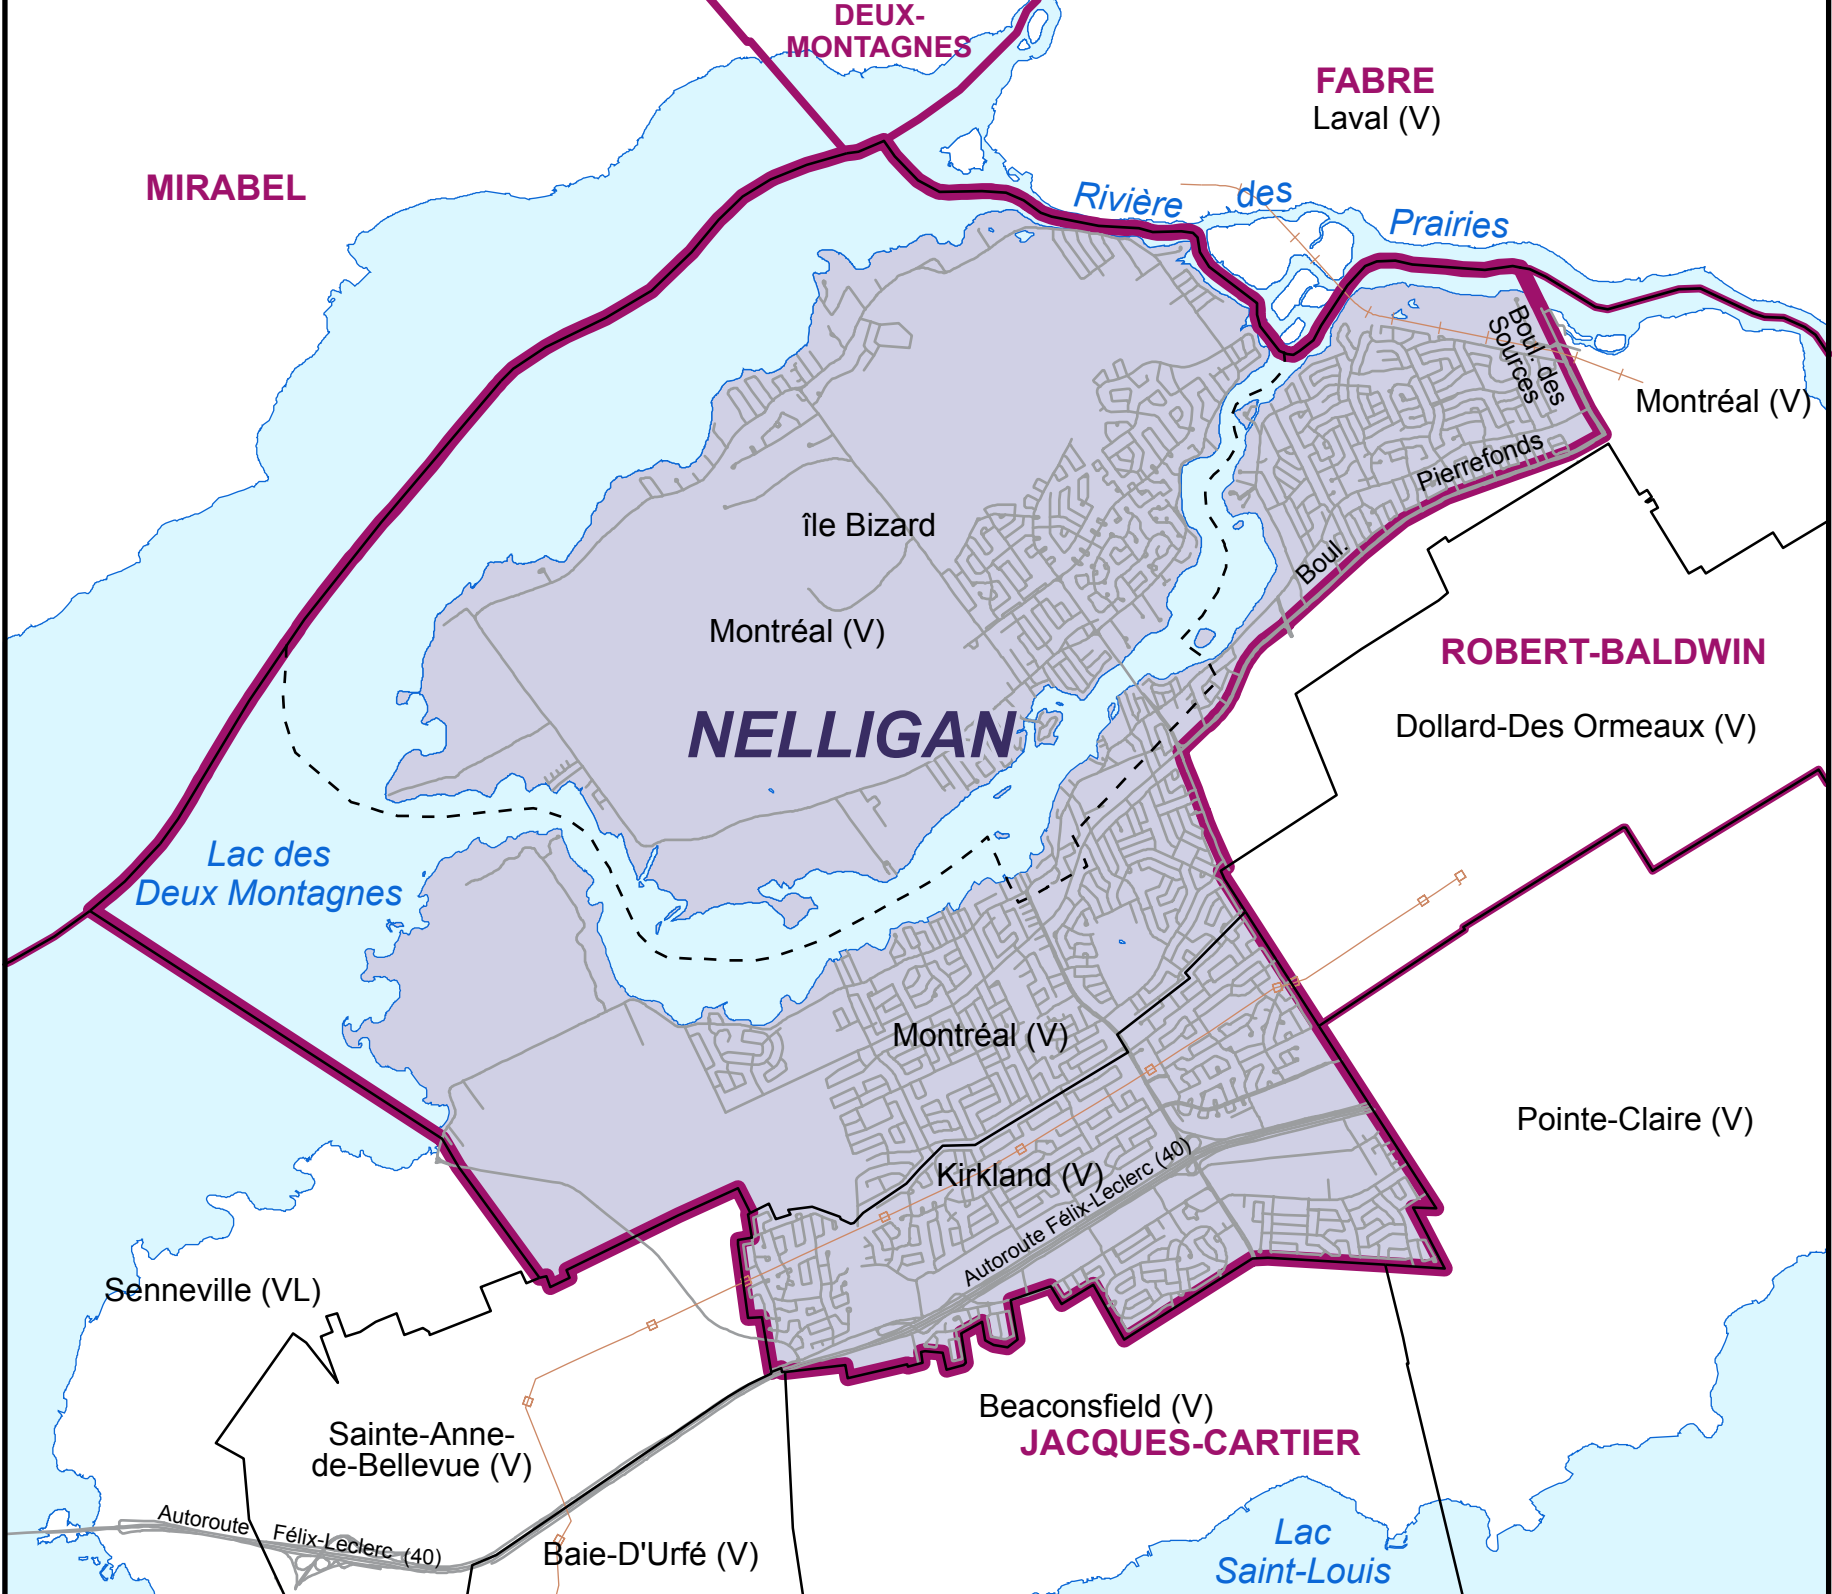 DEUX-
MONTAGNES
FABRE
Laval (V)
MIRABEL
Rivière des Prairies
Boul. des
Sources
Montréal (V)
Boul. Pierrefonds
île Bizard
Montréal (V)
ROBERT-BALDWIN
NELLIGAN
Dollard-Des Ormeaux (V)
Lac des
Deux Montagnes
Montréal (V)
Pointe-Claire (V)
Kirkland (V)
Autoroute Félix-Leclerc (40)
Senneville (VL)
Beaconsfield (V)
JACQUES-CARTIER
Sainte-Anne-
de-Bellevue (V)
Autoroute Félix-Leclerc (40)
Baie-D'Urfé (V)
Lac
Saint-Louis